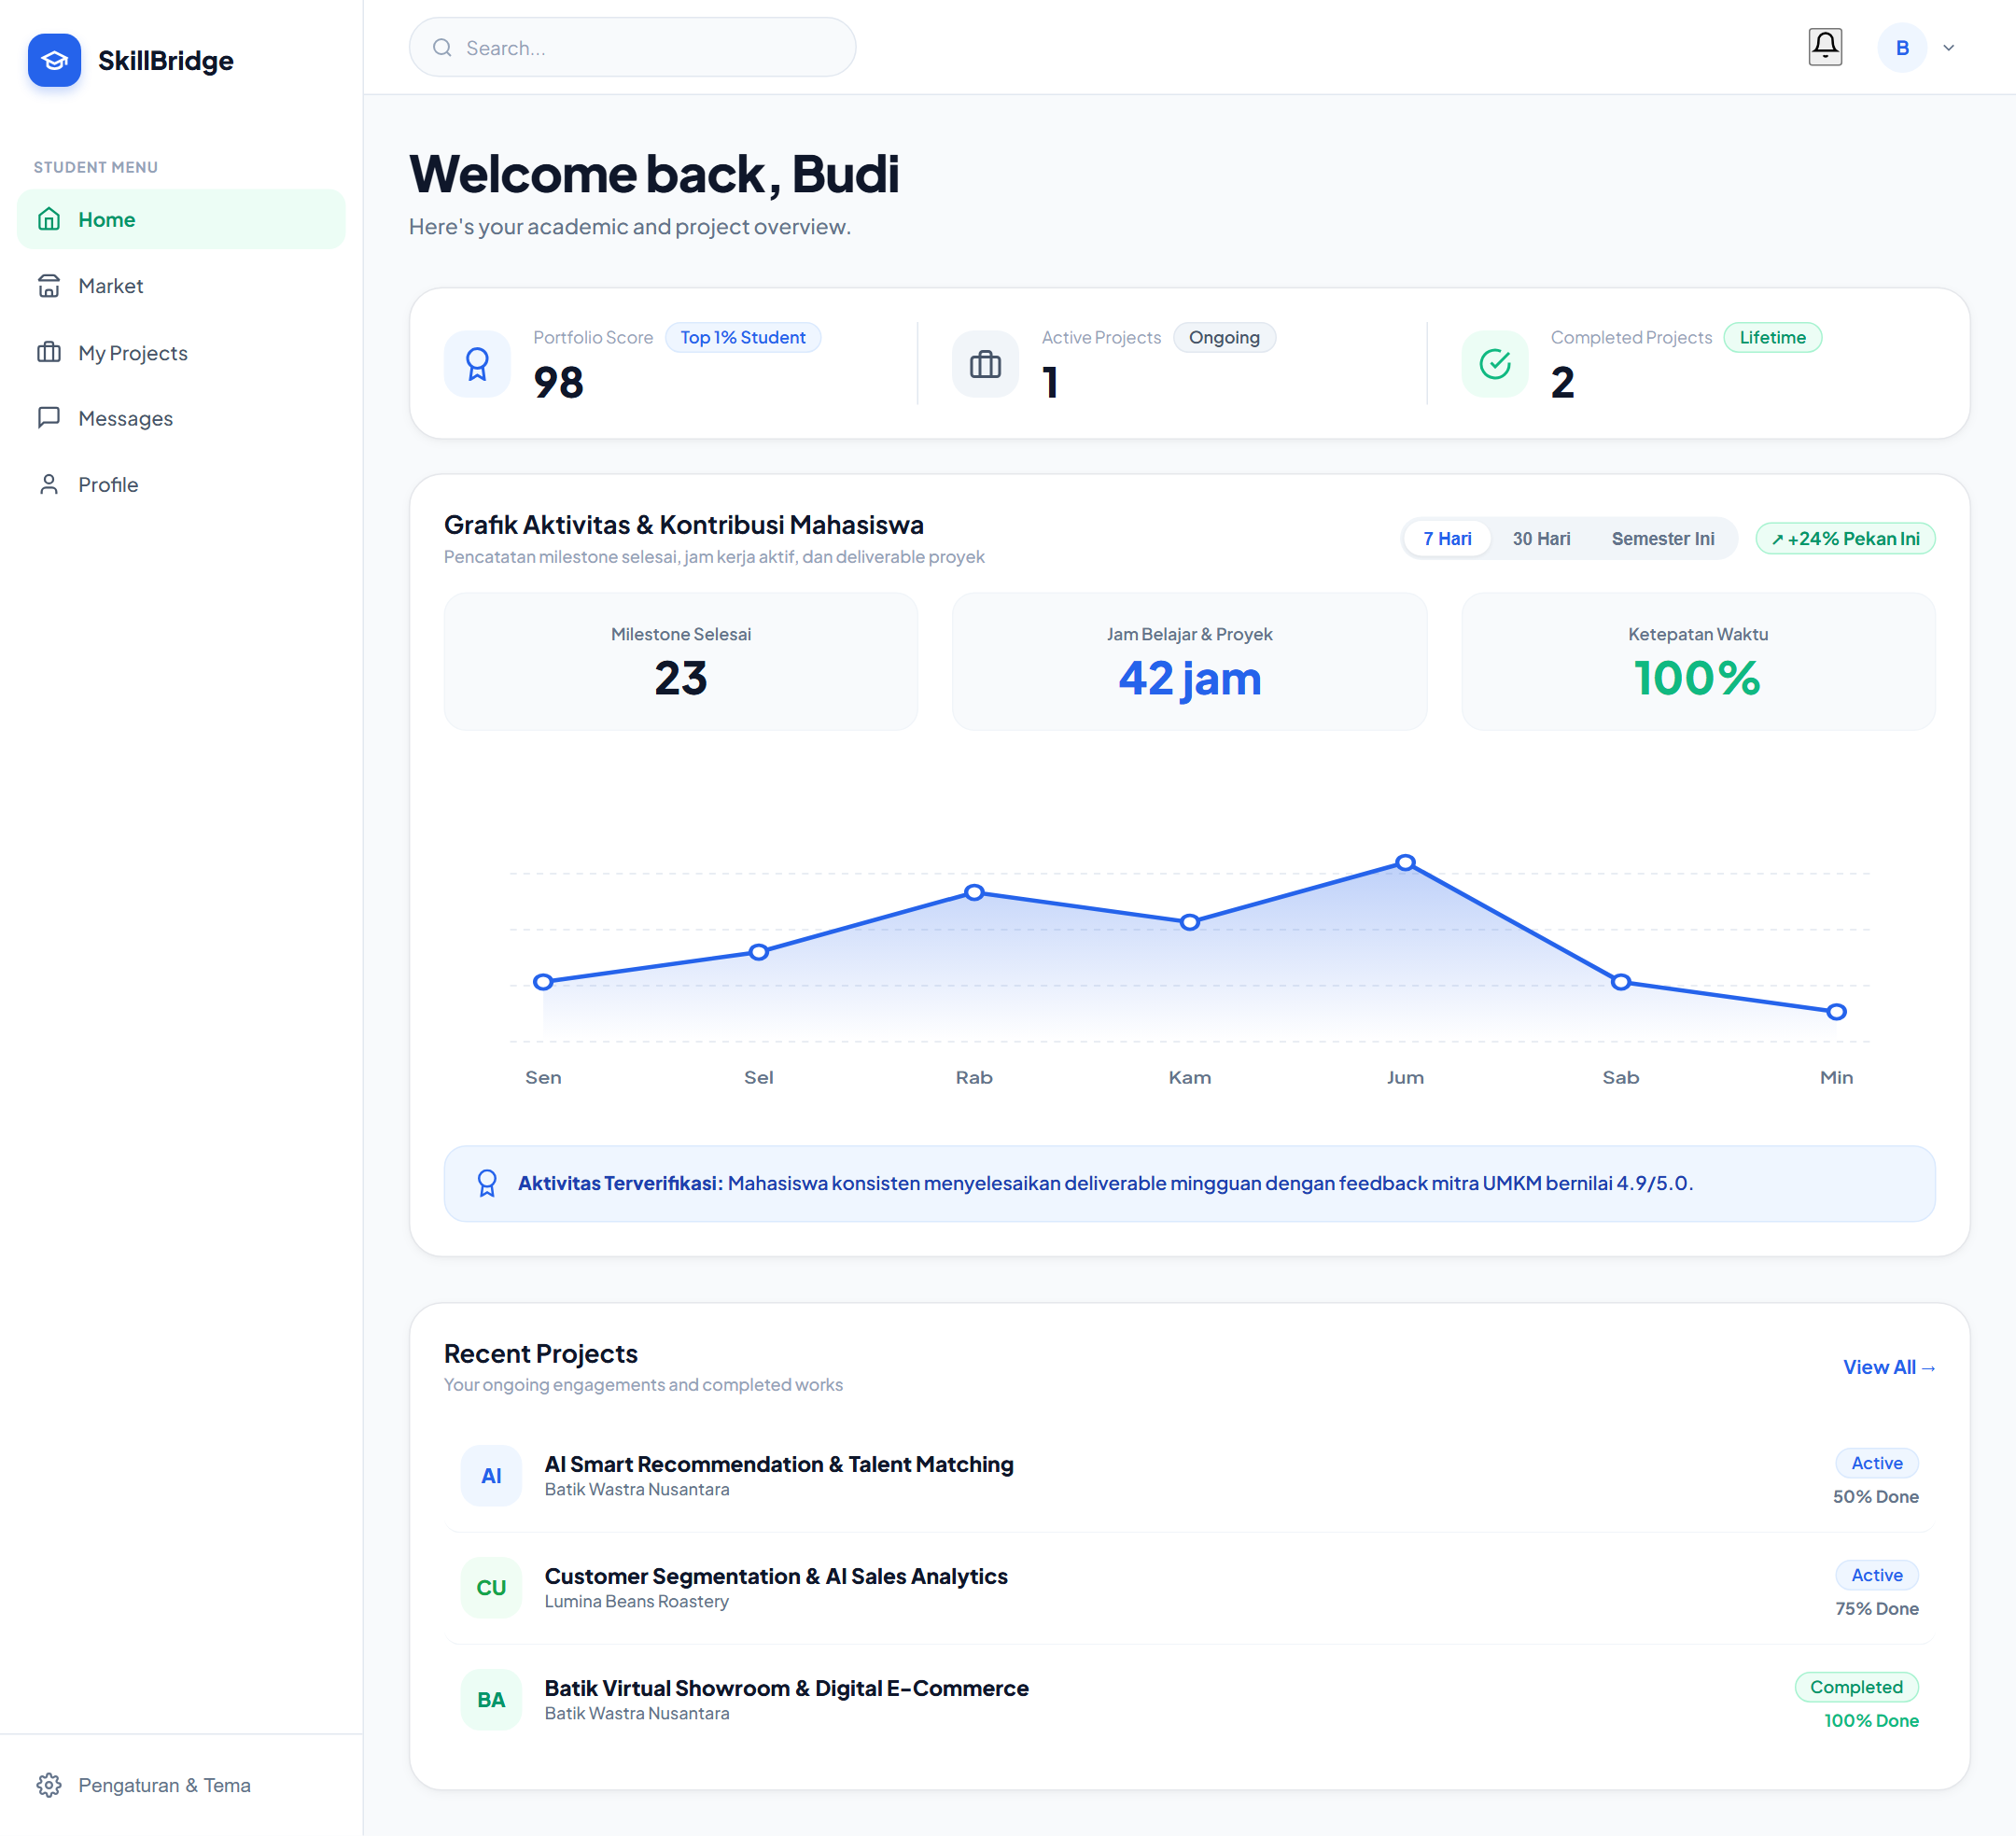 SkillBridge
Search...
B
STUDENT MENU
Home
Market
My Projects
Messages
Profile
Pengaturan & Tema
Welcome back, Budi
Here's your academic and project overview.
Portfolio Score Top 1% Student
98
Active Projects Ongoing
1
Completed Projects Lifetime
2
Grafik Aktivitas & Kontribusi Mahasiswa
Pencatatan milestone selesai, jam kerja aktif, dan deliverable proyek
7 Hari 30 Hari Semester Ini ↗ +24% Pekan Ini
Milestone Selesai
23
Jam Belajar & Proyek
42 jam
Ketepatan Waktu
100%
Sen Sel Rab Kam Jum Sab Min
Aktivitas Terverifikasi: Mahasiswa konsisten menyelesaikan deliverable mingguan dengan feedback mitra UMKM bernilai 4.9/5.0.
Recent Projects
Your ongoing engagements and completed works
View All →
AI
AI Smart Recommendation & Talent Matching
Batik Wastra Nusantara
Active
50% Done
CU
Customer Segmentation & AI Sales Analytics
Lumina Beans Roastery
Active
75% Done
BA
Batik Virtual Showroom & Digital E-Commerce
Batik Wastra Nusantara
Completed
100% Done